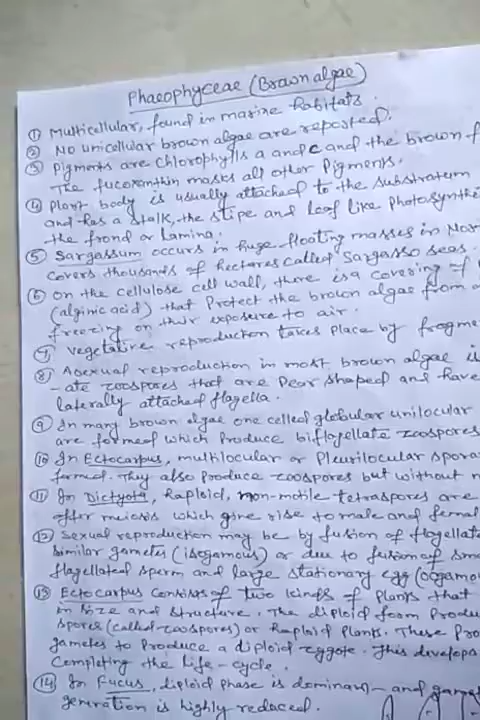 Phaeophyceae (Brown algae)
① Multicellular, found in marine habitats.
② No unicellular brown algae are reported.
③ Pigments are chlorophylls a and c and the brown f
The fucoxanthin masks all other Pigments.
④ Plant body is usually attached to the substratum
and has a stalk, the stipe and leaf like photosynthe
the frond or lamina.
⑤ Sargassum occurs in huge floating masses in Nor
covers thousands of hectares called Sargasso seas.
⑥ on the cellulose cell wall, there is a covering of
(alginic acid) that Protect the brown algae from
freezing on their exposure to air.
⑦ Vegetative reproduction takes place by fragme
⑧ Asexual reproduction in most brown algae is
-ate zoospores that are Pear shaped and have
laterally attached flagella.
⑨ In many brown algae one celled globular unilocular
are formed which Produce biflagellate zoospores
⑩ In Ectocarpus, multilocular or Pleurilocular spora
formed. They also Produce zoospores but without
⑪ In Dictyota, haploid, non-motile tetraspores are
after meiosis which give rise to male and femal
⑫ Sexual reproduction may be by fusion of flagellat
similar gametes (isogamous) or due to fusion of sma
flagellated sperm and large stationary egg (oogamo
⑬ Ectocarpus consists of two kinds of Plants that
in size and structure. The diploid form Produ
spores (called zoospores) or haploid Plants. These Pro
gametes to Produce a diploid zygote. This develops
completing the life-cycle.
⑭ In Fucus, diploid phase is dominant and game
generation is highly reduced.